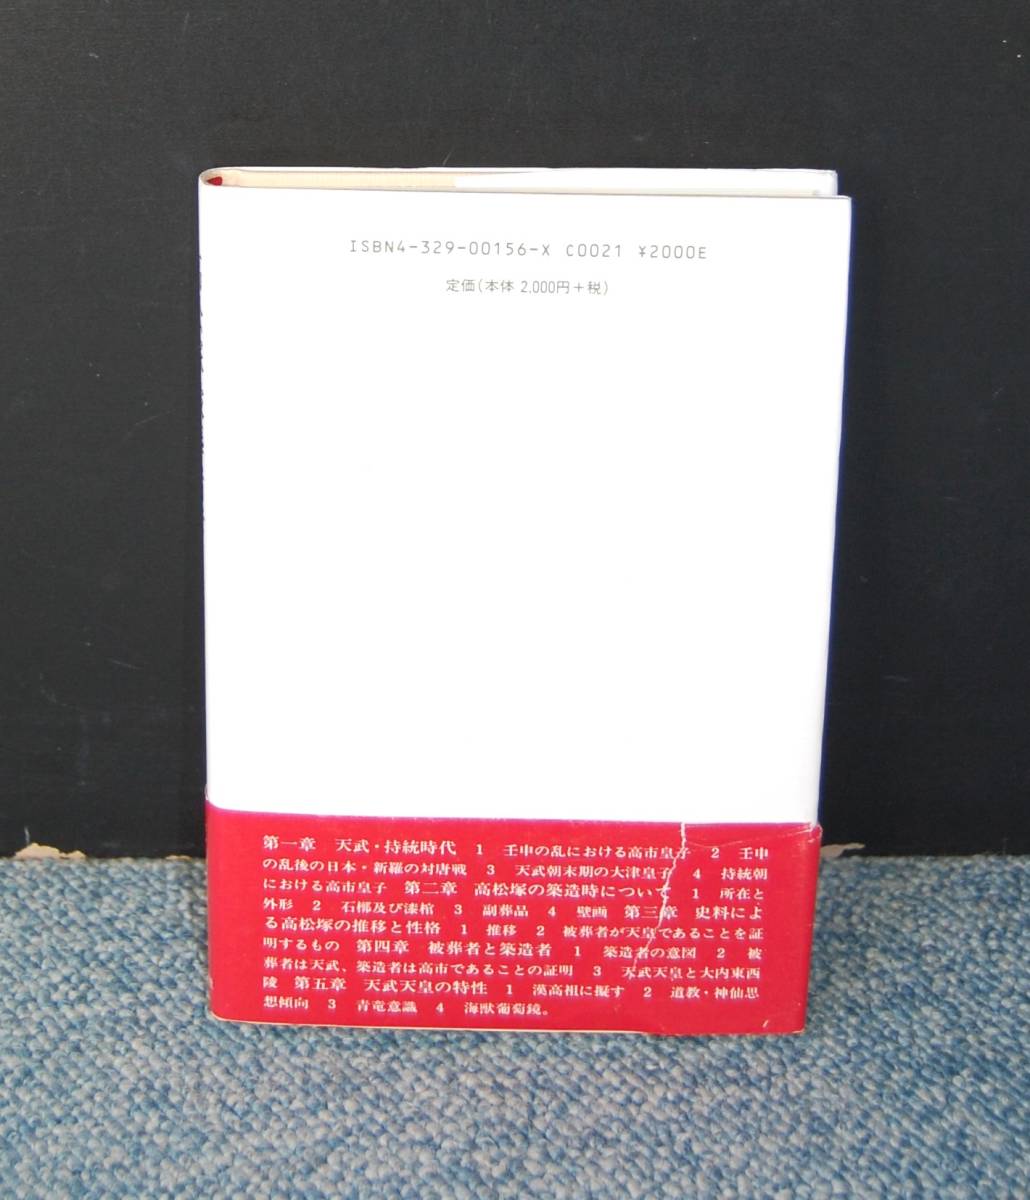 ISBN4-329-00156-X C0021 ¥2000E
定価(本体 2,000円+税)
第一章 天武・持統時代 1 壬申の乱における高市皇子 2 壬申
の乱後の日本・新羅の対唐戦 3 天武朝末期の大津皇子 4 持統朝
における高市皇子 第二章 高松塚の築造時について 1 所在と
外形 2 石槨及び漆棺 3 副葬品 4 壁画 第三章 史料によ
る高松塚の推移と性格 1 推移 2 被葬者が天皇であることを証
明するもの 第四章 被葬者と築造者 1 築造者の意図 2 被
葬者は天武、築造者は高市であることの証明 3 天武天皇と大内東西
陵 第五章 天武天皇の特性 1 漢高祖に擬す 2 道教・神仙思
想傾向 3 青竜意識 4 海獣葡萄鏡。